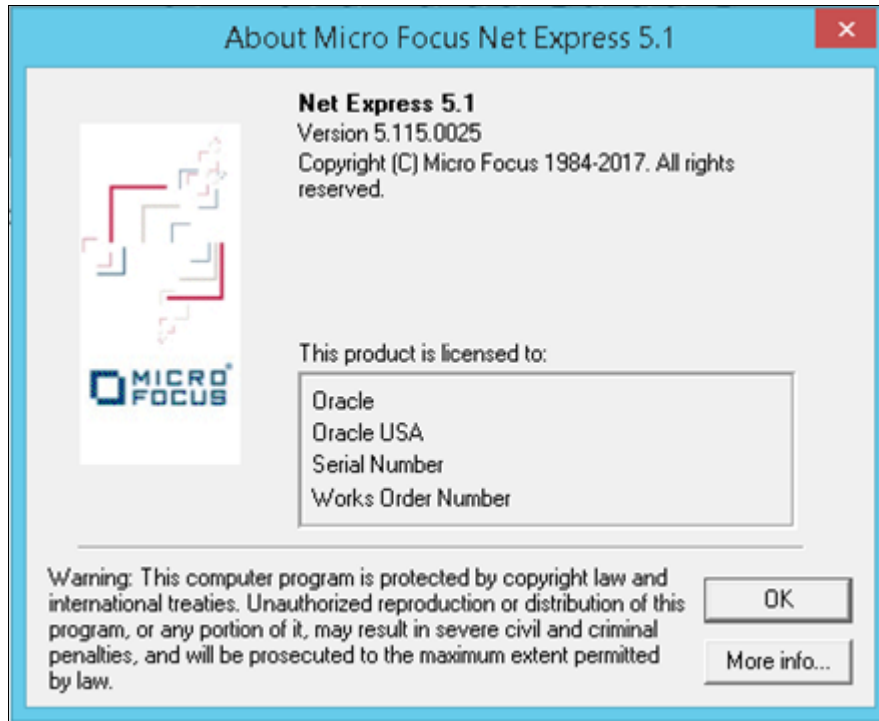 About Micro Focus Net Express 5.1
Net Express 5.1
Version 5.115.0025
Copyright (C) Micro Focus 1984-2017. All rights
reserved.
MICRO
FOCUS
This product is licensed to:
Oracle
Oracle USA
Serial Number
Works Order Number
Warning: This computer program is protected by copyright law and
international treaties. Unauthorized reproduction or distribution of this
program, or any portion of it, may result in severe civil and criminal
penalties, and will be prosecuted to the maximum extent permitted
by law.
OK
More info...